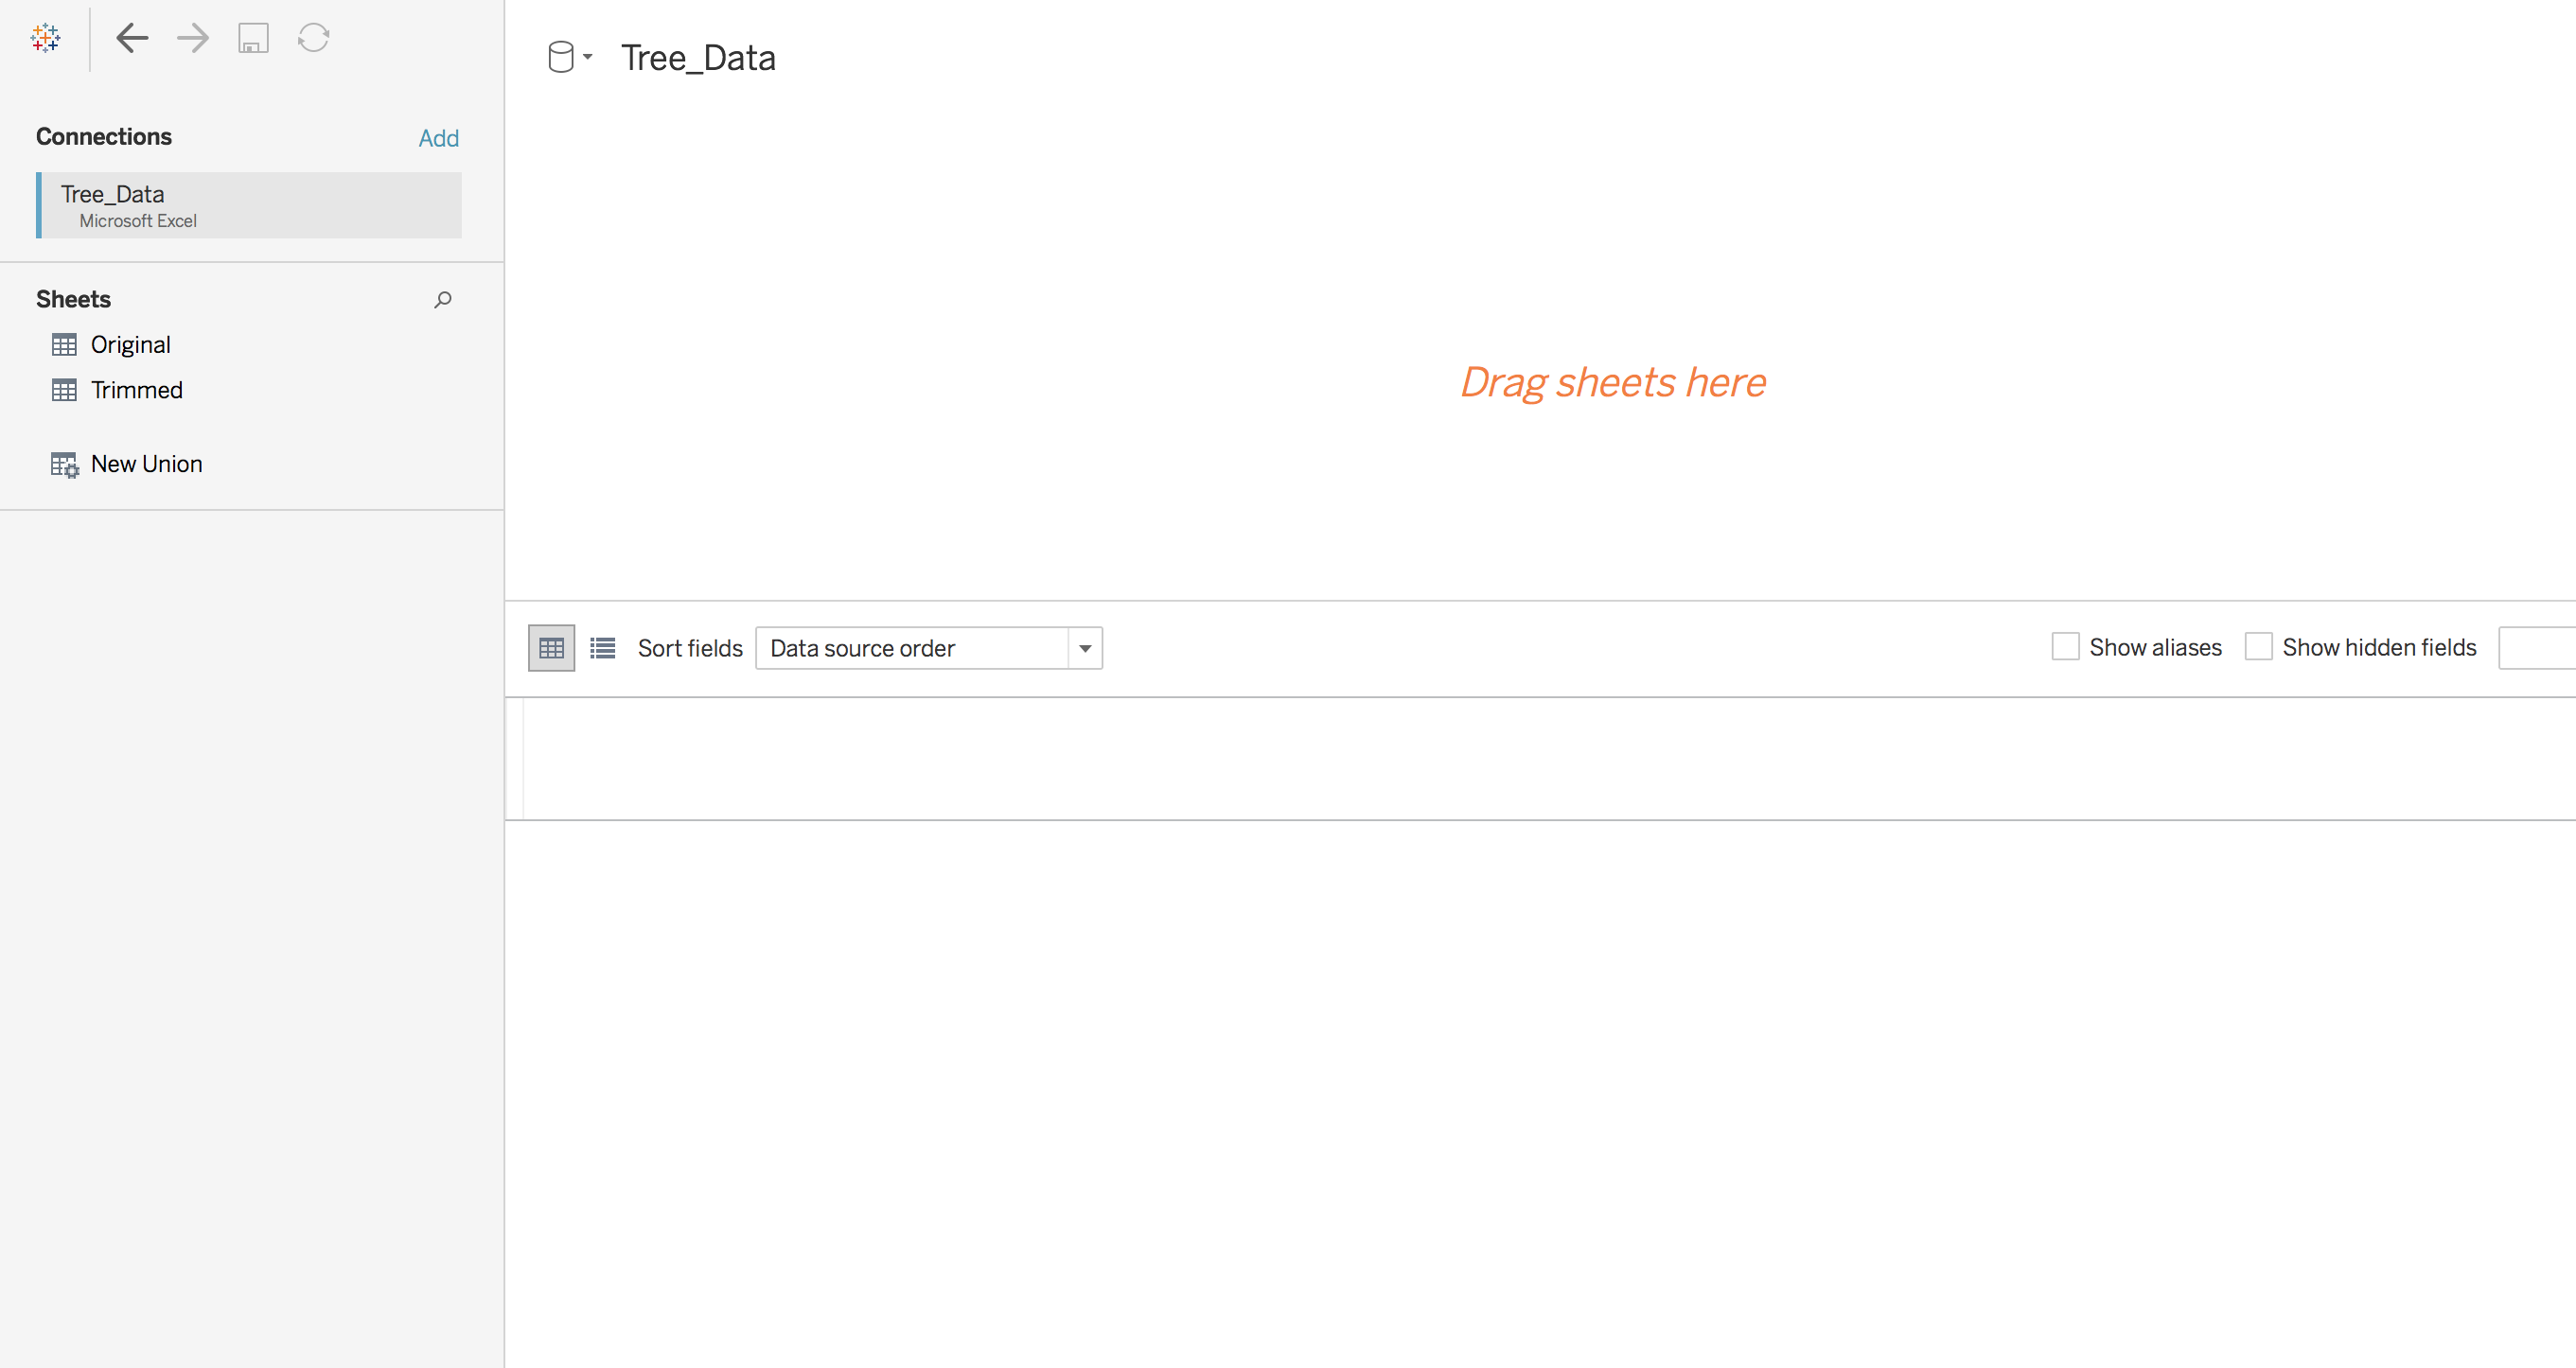 Connections
Add
Tree_Data
Microsoft Excel
Sheets
Original
Trimmed
New Union
Tree_Data
Drag sheets here
Sort fields
Data source order
Show aliases
Show hidden fields